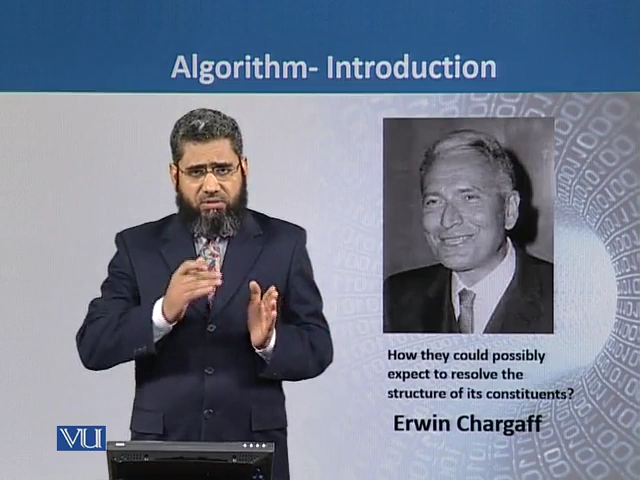 Algorithm- Introduction
How they could possibly
expect to resolve the
structure of its constituents?
Erwin Chargaff
VU